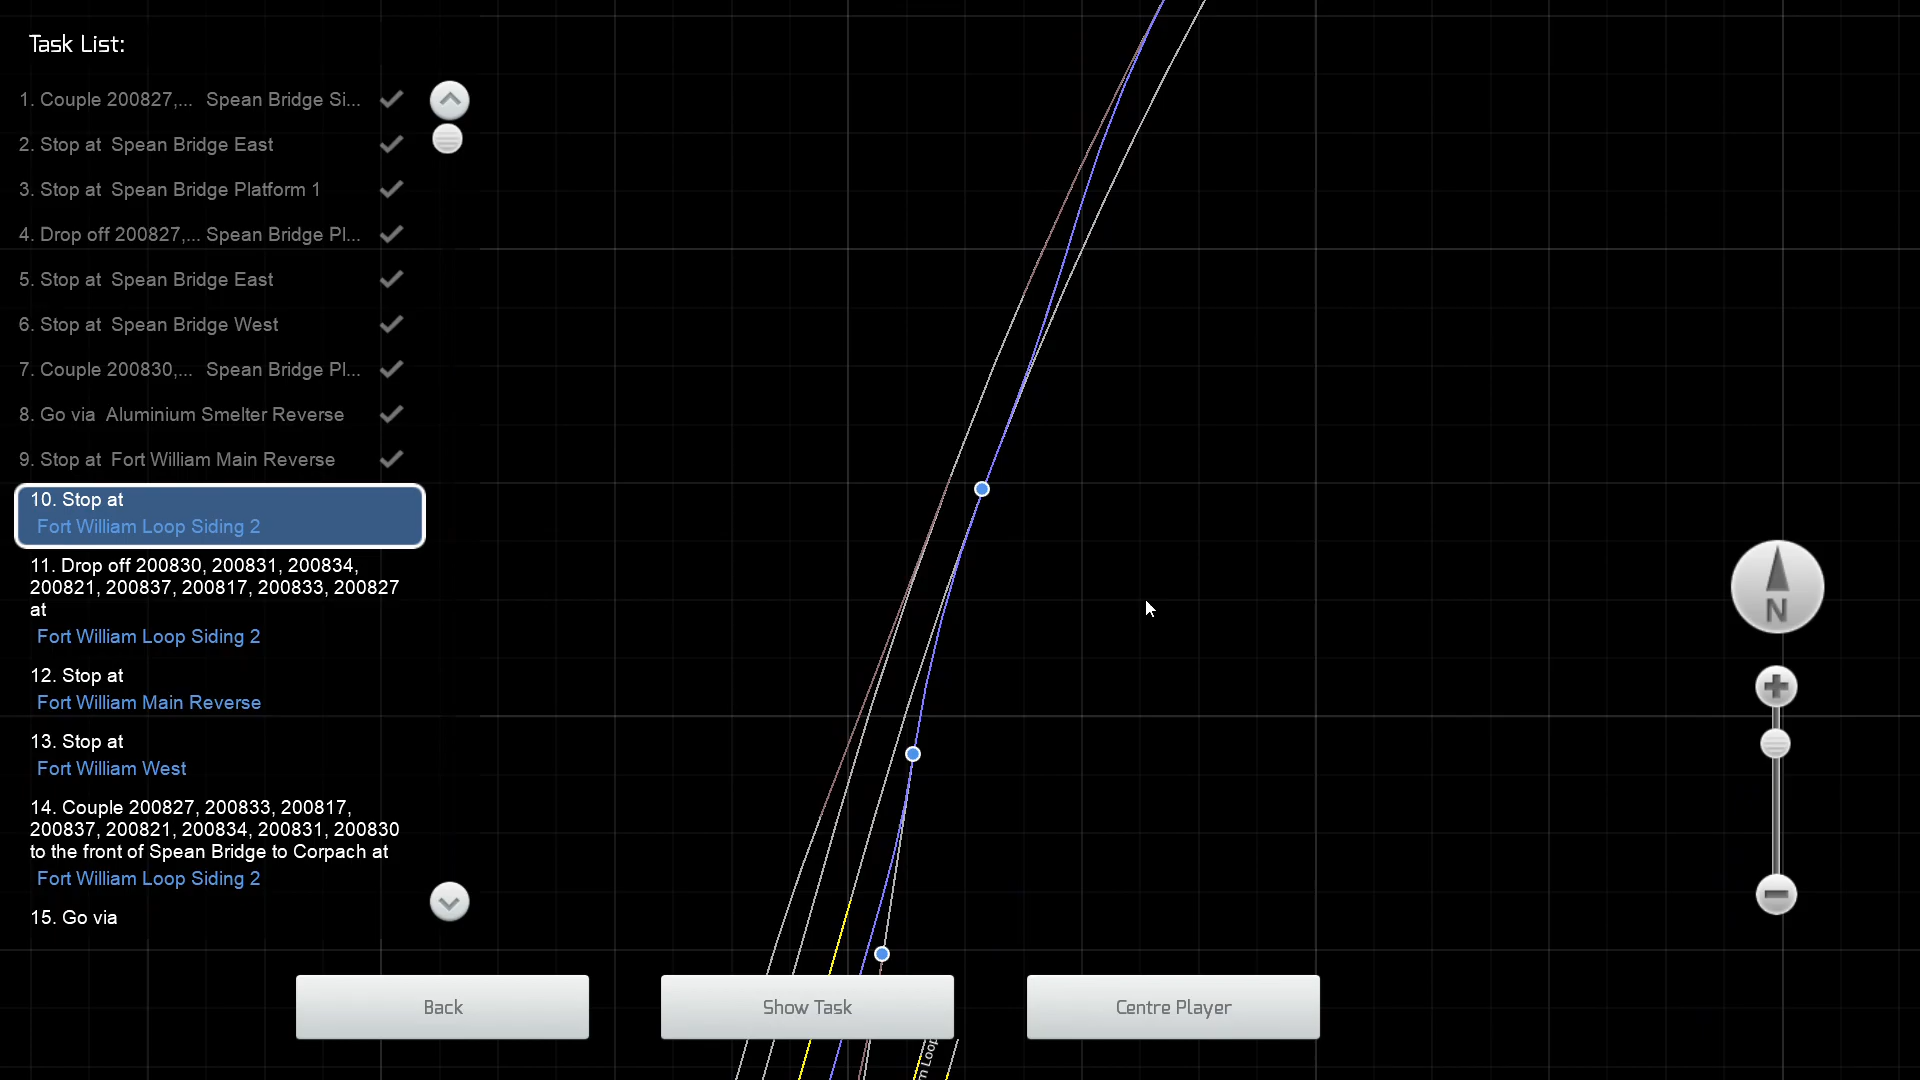 Task List:
1. Couple 200827,... Spean Bridge Si...
2. Stop at Spean Bridge East
3. Stop at Spean Bridge Platform 1
4. Drop off 200827,... Spean Bridge Pl...
5. Stop at Spean Bridge East
6. Stop at Spean Bridge West
7. Couple 200830,... Spean Bridge Pl...
8. Go via Aluminium Smelter Reverse
9. Stop at Fort William Main Reverse
10. Stop at
Fort William Loop Siding 2
11. Drop off 200830, 200831, 200834,
200821, 200837, 200817, 200833, 200827
at
Fort William Loop Siding 2
12. Stop at
Fort William Main Reverse
13. Stop at
Fort William West
14. Couple 200827, 200833, 200817,
200837, 200821, 200834, 200831, 200830
to the front of Spean Bridge to Corpach at
Fort William Loop Siding 2
15. Go via
N
Back
Show Task
Centre Player
m Loop